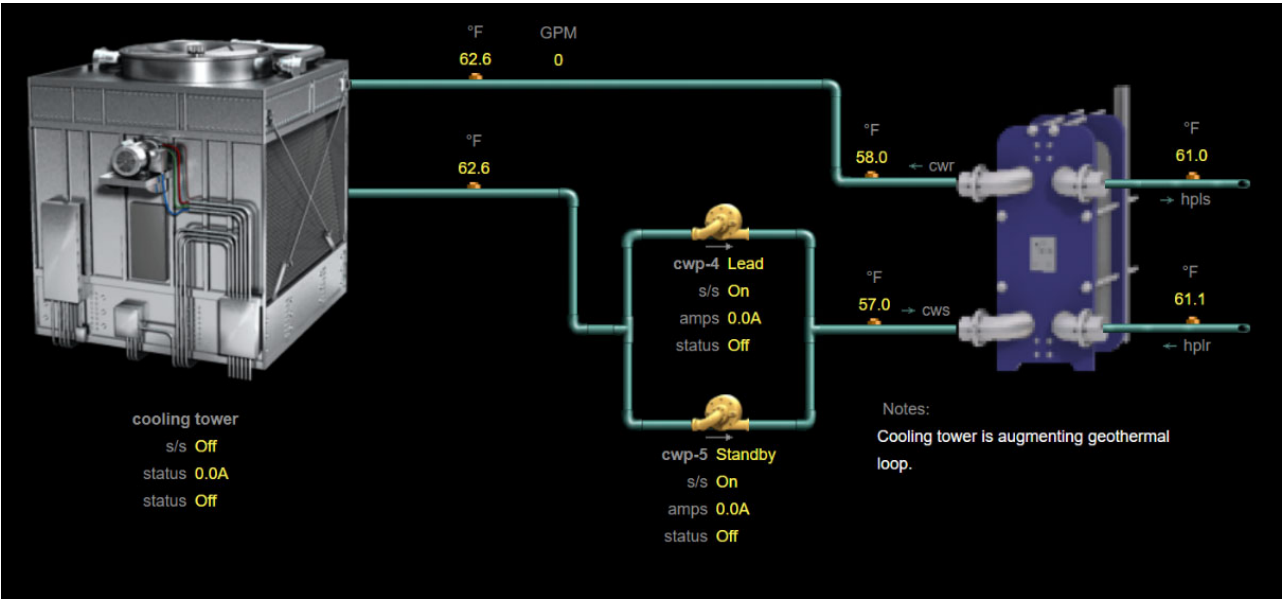 °F GPM
62.6 0
°F
62.6
°F
58.0 ← cwr
°F
61.0
→ hpls
cwp-4 Lead
s/s On
amps 0.0A
status Off
°F
57.0 → cws
°F
61.1
← hplr
cooling tower
s/s Off
status 0.0A
status Off
cwp-5 Standby
s/s On
amps 0.0A
status Off
Notes:
Cooling tower is augmenting geothermal
loop.